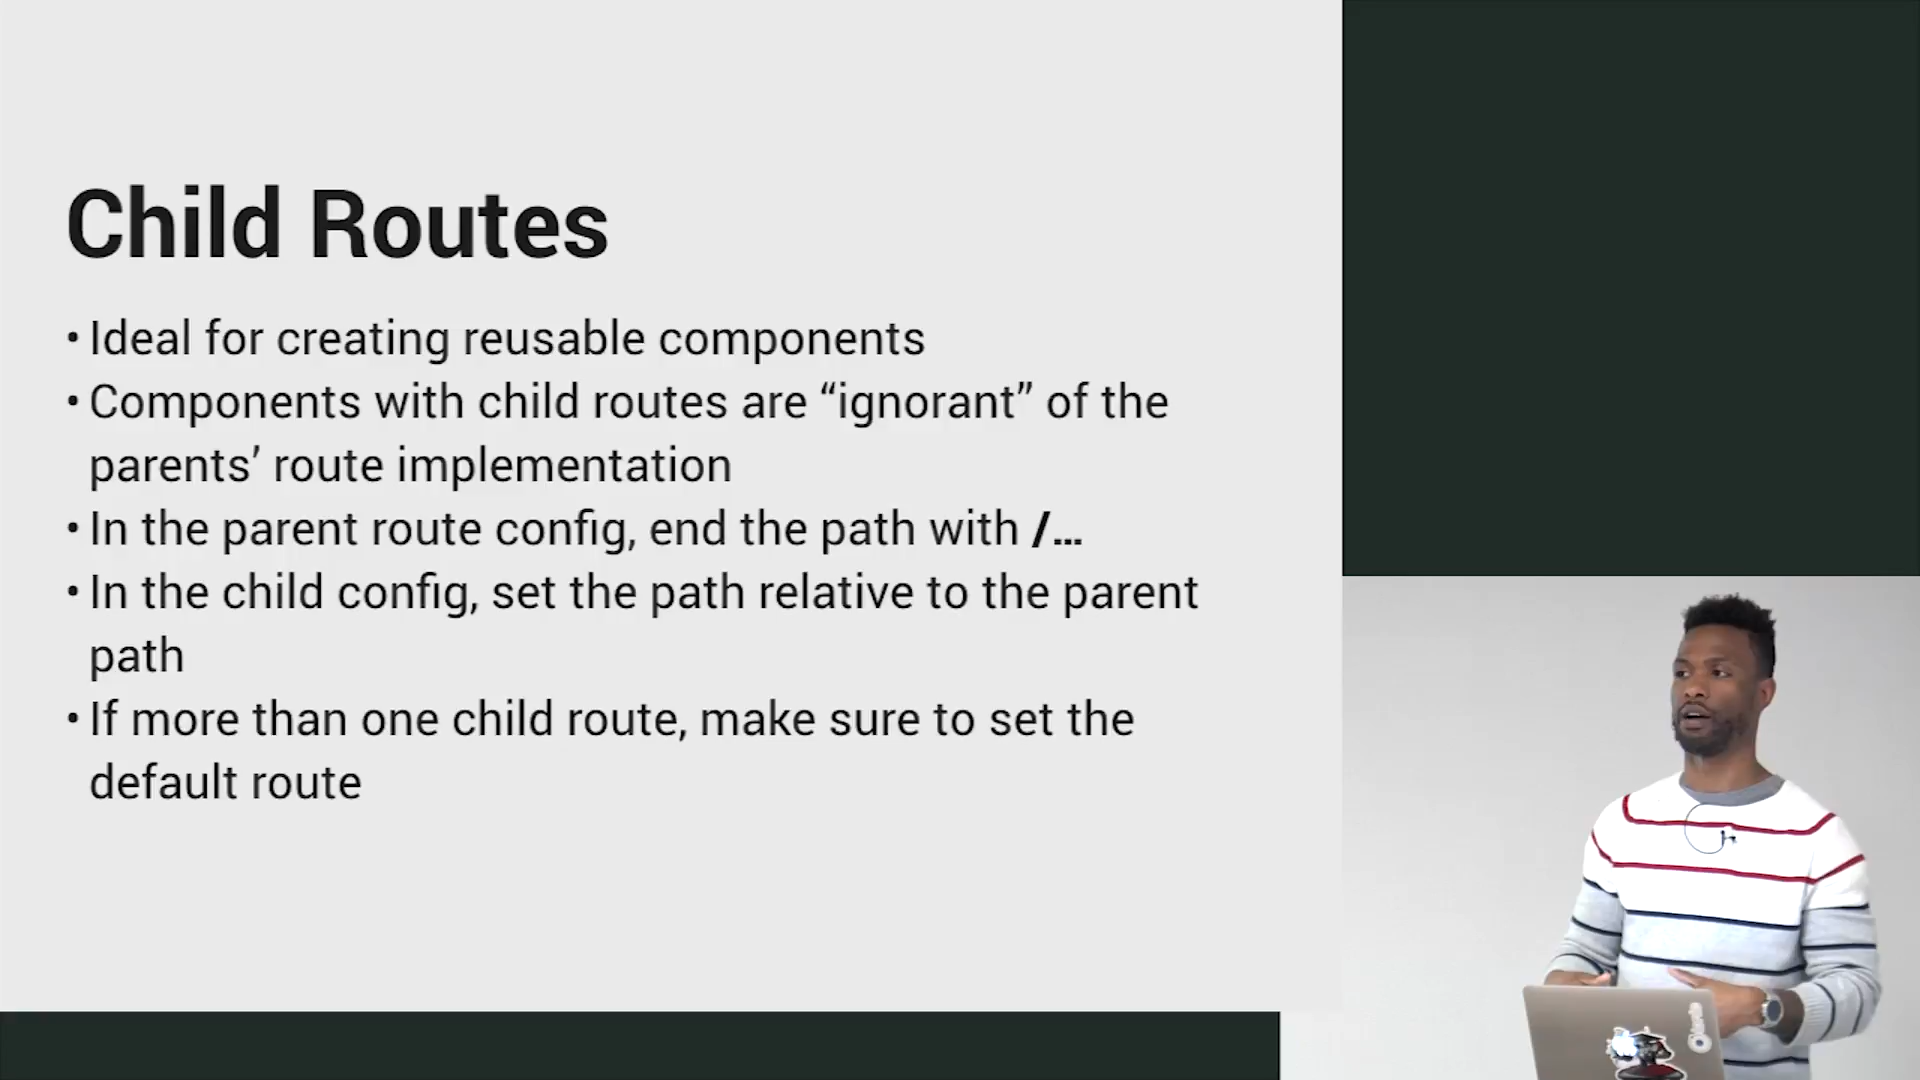 Child Routes
• Ideal for creating reusable components
• Components with child routes are “ignorant” of the
parents’ route implementation
• In the parent route config, end the path with /...
• In the child config, set the path relative to the parent
path
• If more than one child route, make sure to set the
default route